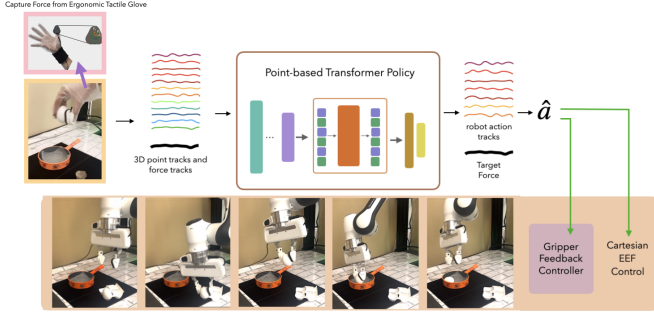 Capture Force from Ergonomic Tactile Glove
Point-based Transformer Policy
...
3D point tracks and
force tracks
robot action
tracks
Target
Force
â
Gripper
Feedback
Controller
Cartesian
EEF
Control